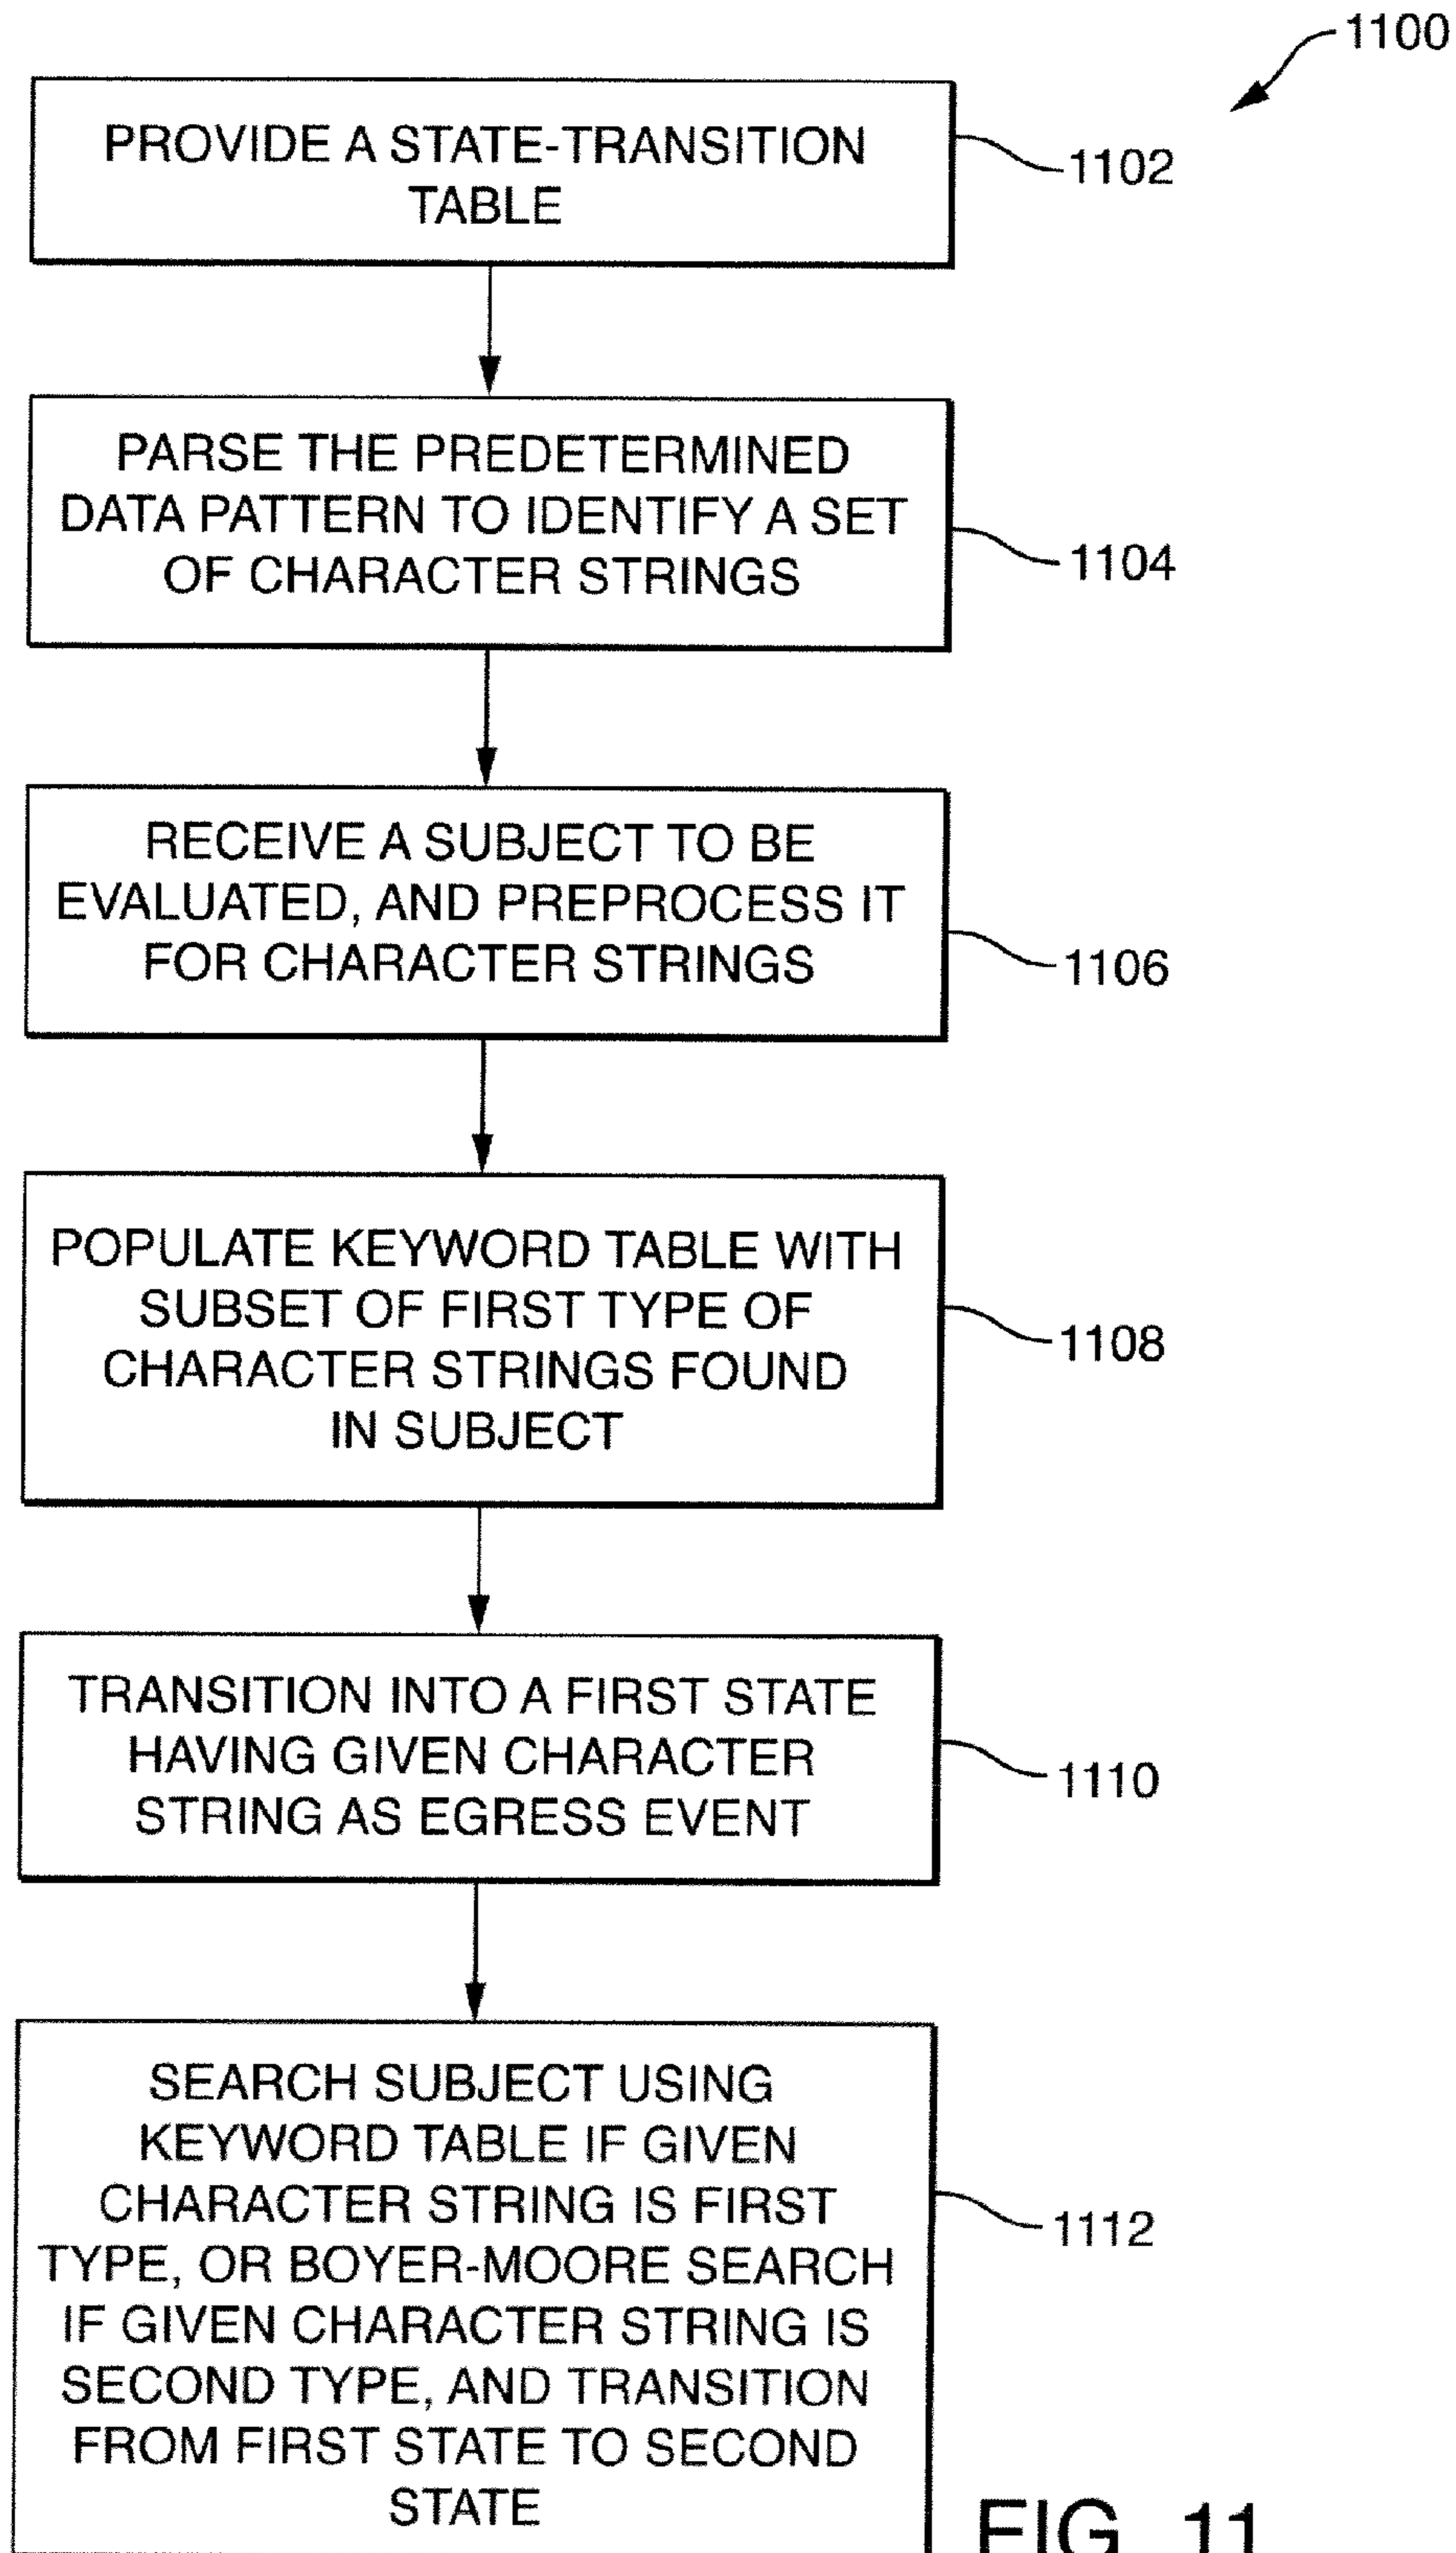 1100
PROVIDE A STATE-TRANSITION
TABLE
1102
PARSE THE PREDETERMINED
DATA PATTERN TO IDENTIFY A SET
OF CHARACTER STRINGS
1104
RECEIVE A SUBJECT TO BE
EVALUATED, AND PREPROCESS IT
FOR CHARACTER STRINGS
1106
POPULATE KEYWORD TABLE WITH
SUBSET OF FIRST TYPE OF
CHARACTER STRINGS FOUND
IN SUBJECT
1108
TRANSITION INTO A FIRST STATE
HAVING GIVEN CHARACTER
STRING AS EGRESS EVENT
1110
SEARCH SUBJECT USING
KEYWORD TABLE IF GIVEN
CHARACTER STRING IS FIRST
TYPE, OR BOYER-MOORE SEARCH
IF GIVEN CHARACTER STRING IS
SECOND TYPE, AND TRANSITION
FROM FIRST STATE TO SECOND
STATE
1112
FIG. 11